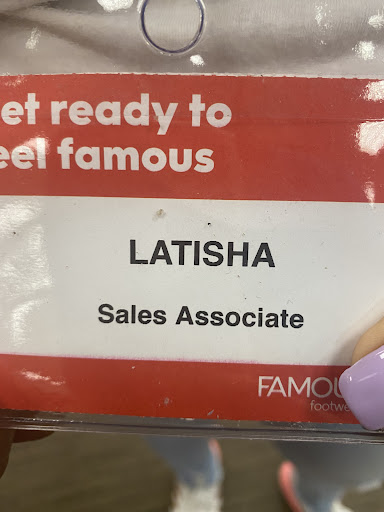 et ready to
eel famous
LATISHA
Sales Associate
FAMOU
footwe